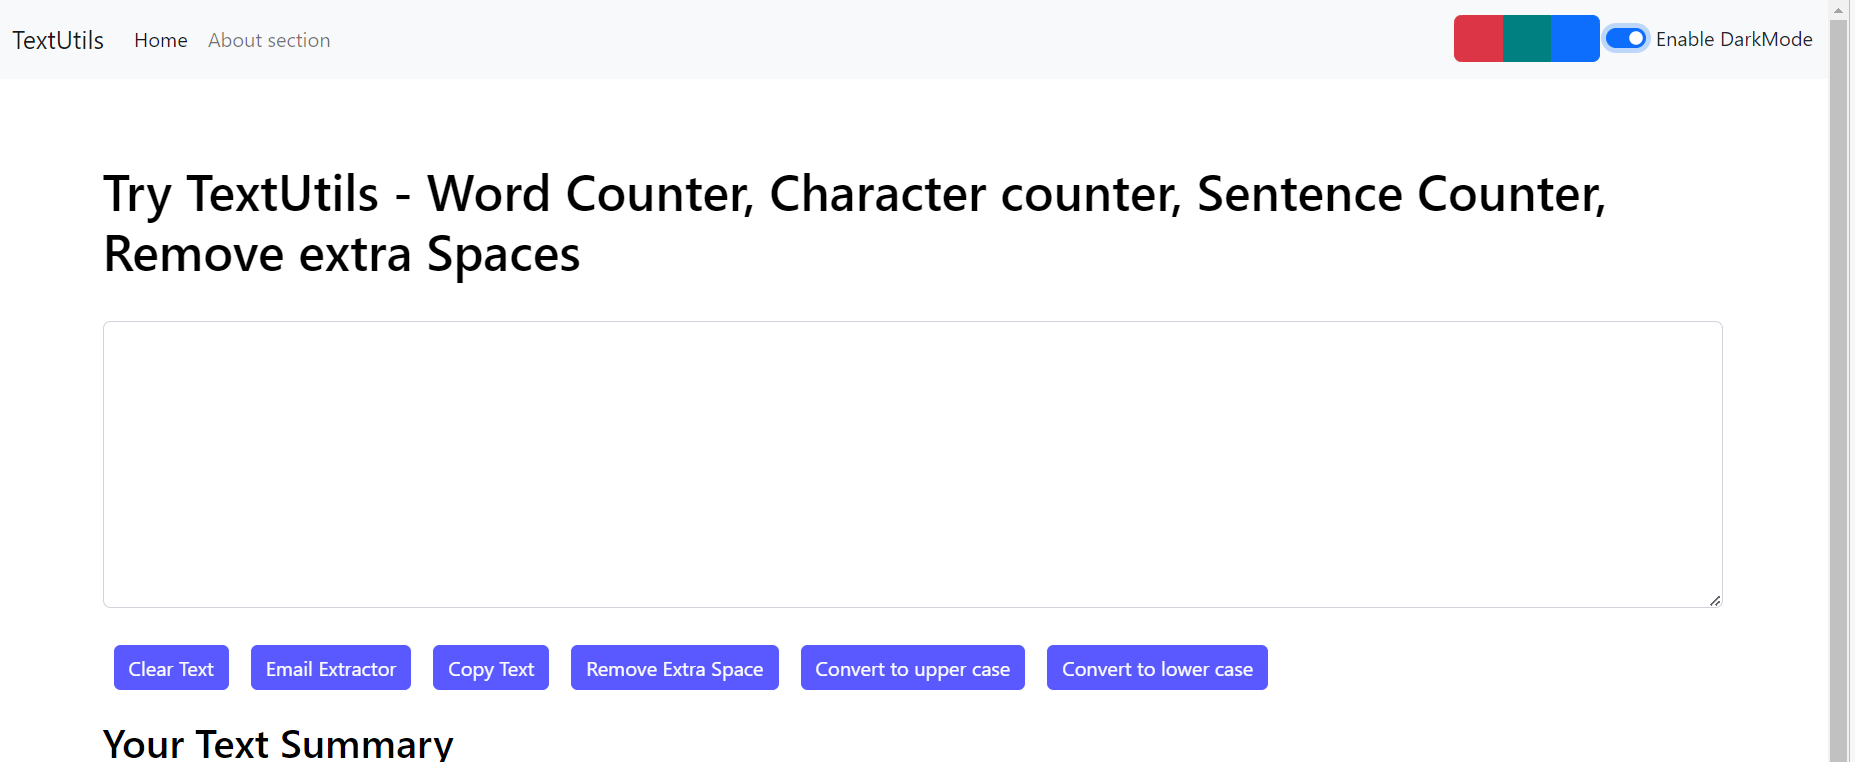 TextUtils Home About section Enable DarkMode
Try TextUtils - Word Counter, Character counter, Sentence Counter,
Remove extra Spaces
Clear Text Email Extractor Copy Text Remove Extra Space Convert to upper case Convert to lower case
Your Text Summary